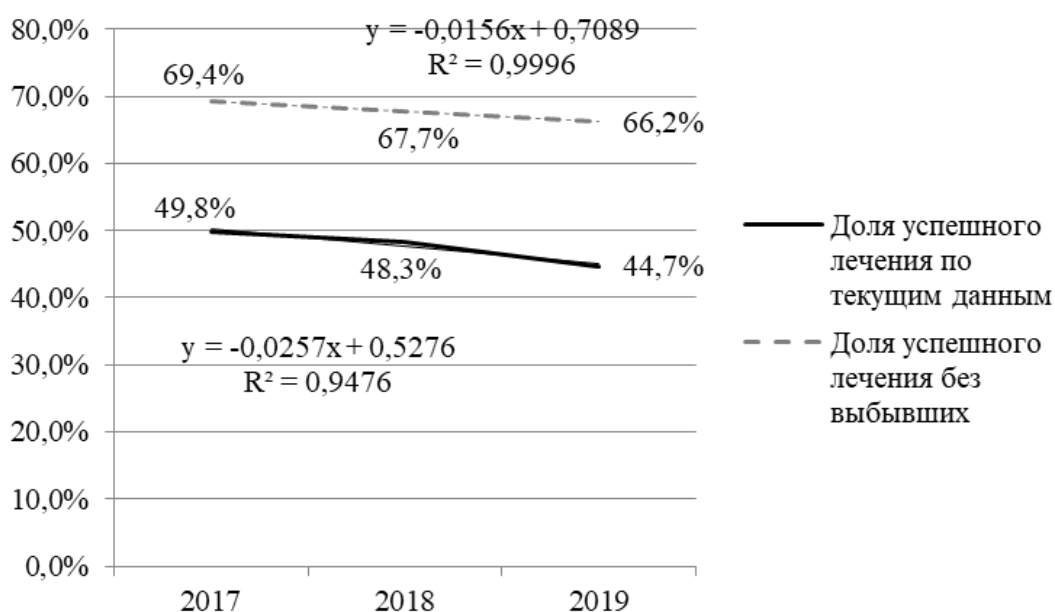 80,0%
70,0%
60,0%
50,0%
40,0%
30,0%
20,0%
10,0%
0,0%
y = -0,0156x + 0,7089
R² = 0,9996
69,4%
67,7%
66,2%
49,8%
48,3%
44,7%
y = -0,0257x + 0,5276
R² = 0,9476
2017
2018
2019
Доля успешного
лечения по
текущим данным
Доля успешного
лечения без
выбывших